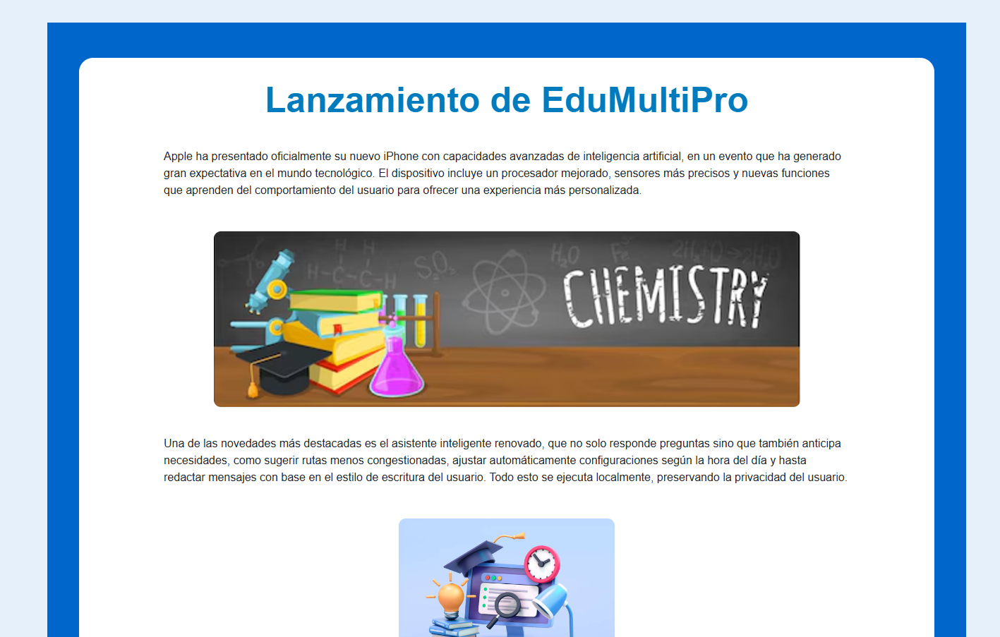 Lanzamiento de EduMultiPro
Apple ha presentado oficialmente su nuevo iPhone con capacidades avanzadas de inteligencia artificial, en un evento que ha generado
gran expectativa en el mundo tecnológico. El dispositivo incluye un procesador mejorado, sensores más precisos y nuevas funciones
que aprenden del comportamiento del usuario para ofrecer una experiencia más personalizada.
H H
H-C-C-C-H
H₂O
CHEMISTRY
Una de las novedades más destacadas es el asistente inteligente renovado, que no solo responde preguntas sino que también anticipa
necesidades, como sugerir rutas menos congestionadas, ajustar automáticamente configuraciones según la hora del día y hasta
redactar mensajes con base en el estilo de escritura del usuario. Todo esto se ejecuta localmente, preservando la privacidad del usuario.